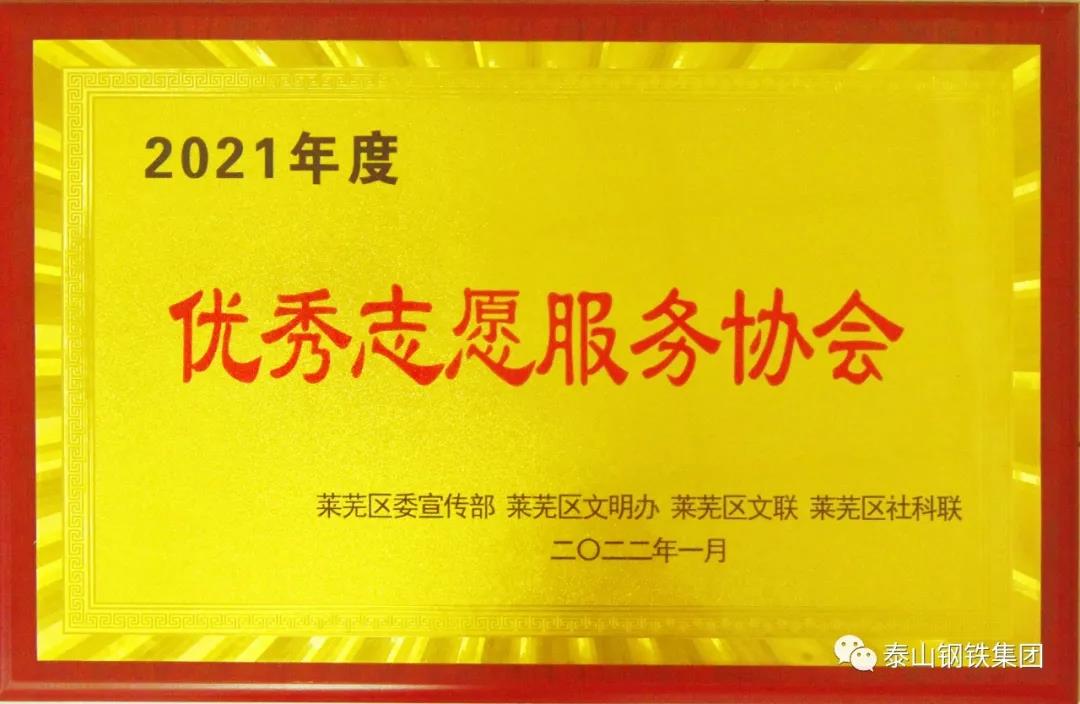 2021年度
优秀志愿服务协会
莱芜区委宣传部 莱芜区文明办 莱芜区文联 莱芜区社科联
二〇二二年一月
泰山钢铁集团